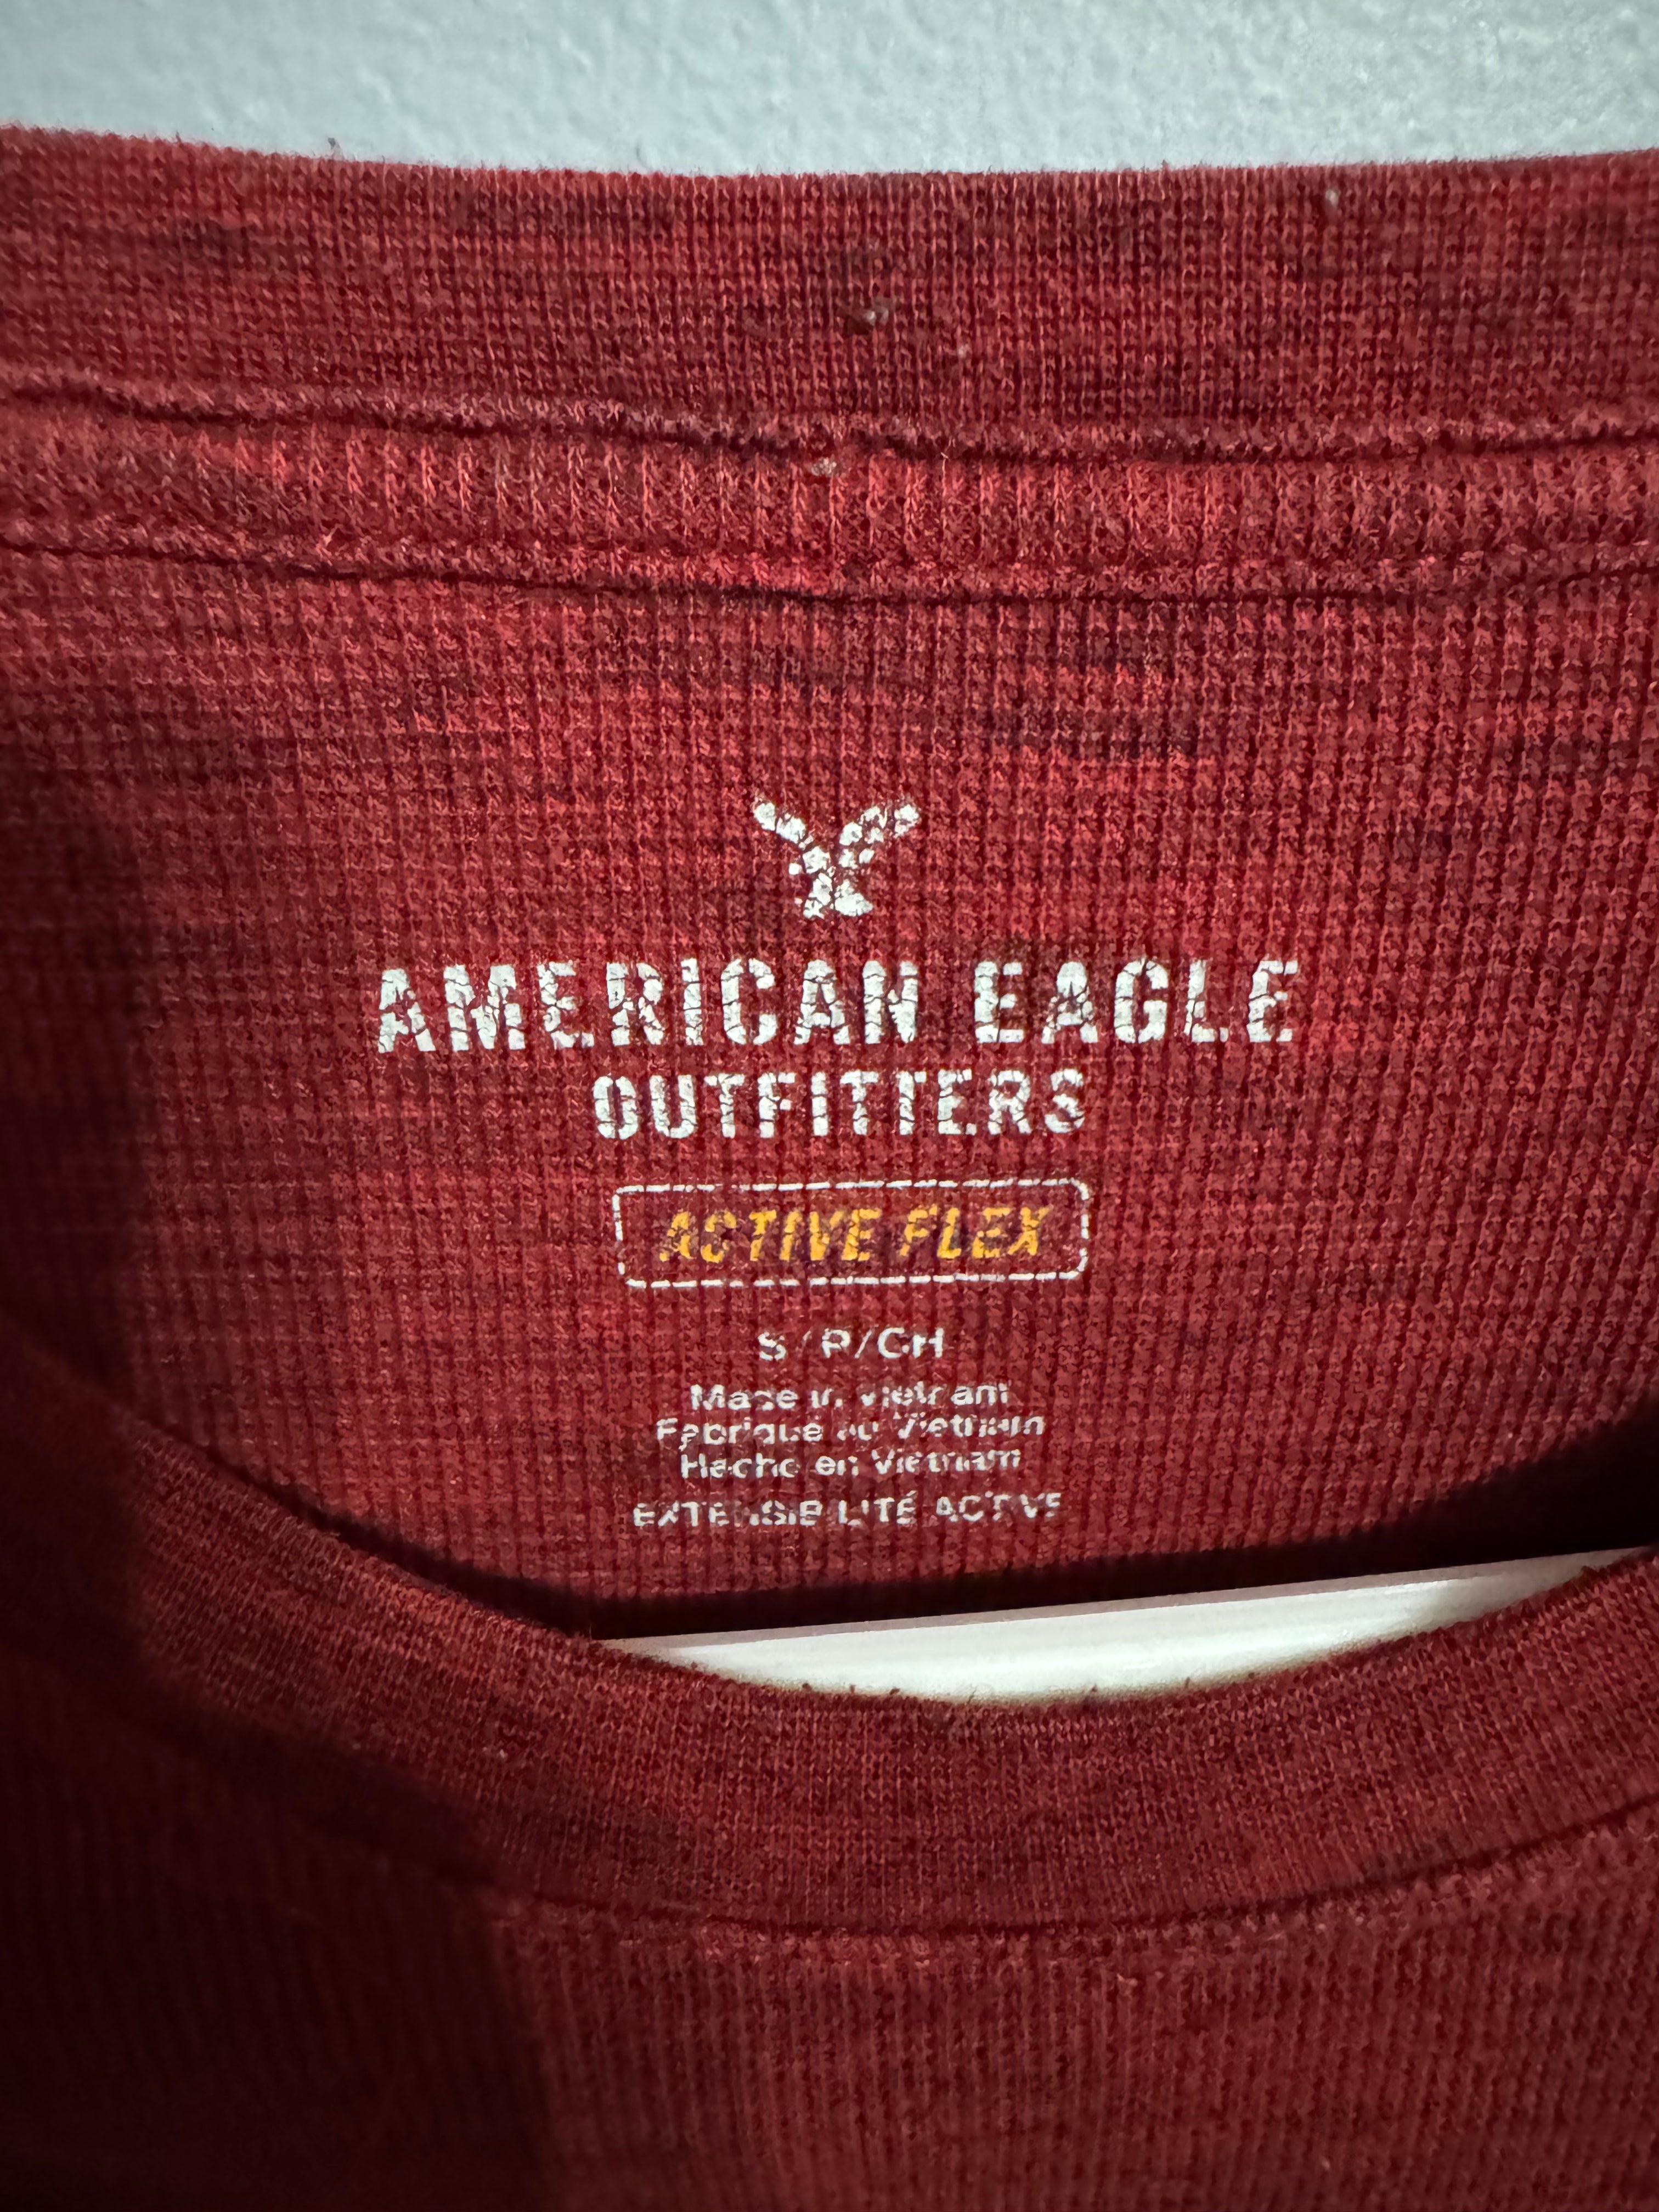 AMERICAN EAGLE
OUTFITTERS
ACTIVE FLEX
S/P/CH
Made in Vietnam
Fabriqué au Vietnam
Hecho en Vietnam
EXTENSIBILITÉ ACTIVE